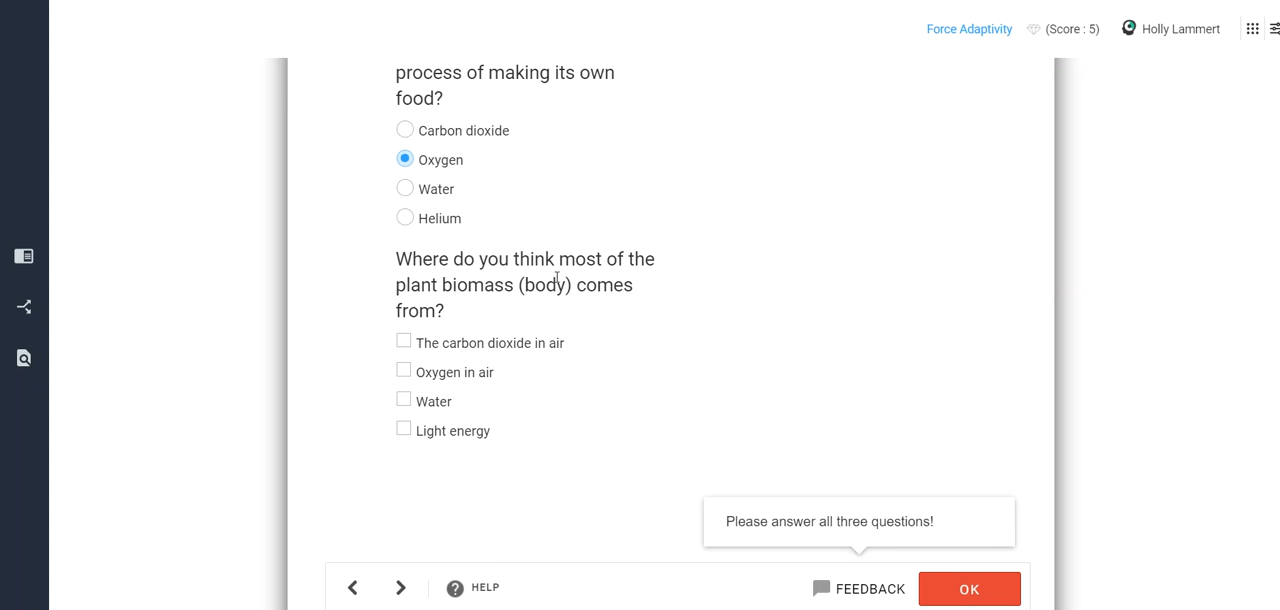 Force Adaptivity (Score : 5) Holly Lammert
process of making its own
food?
Carbon dioxide
Oxygen
Water
Helium
Where do you think most of the
plant biomass (body) comes
from?
The carbon dioxide in air
Oxygen in air
Water
Light energy
Please answer all three questions!
HELP FEEDBACK OK